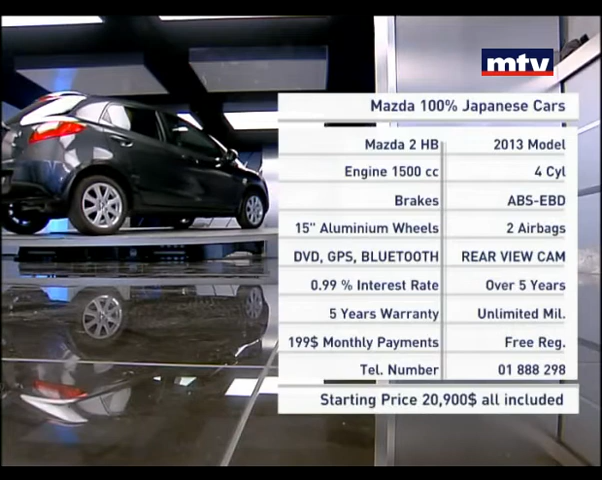 mtv
Mazda 100% Japanese Cars
Mazda 2 HB 2013 Model
Engine 1500 cc 4 Cyl
Brakes ABS-EBD
15" Aluminium Wheels 2 Airbags
DVD, GPS, BLUETOOTH REAR VIEW CAM
0.99 % Interest Rate Over 5 Years
5 Years Warranty Unlimited Mil.
199$ Monthly Payments Free Reg.
Tel. Number 01 888 298
Starting Price 20,900$ all included